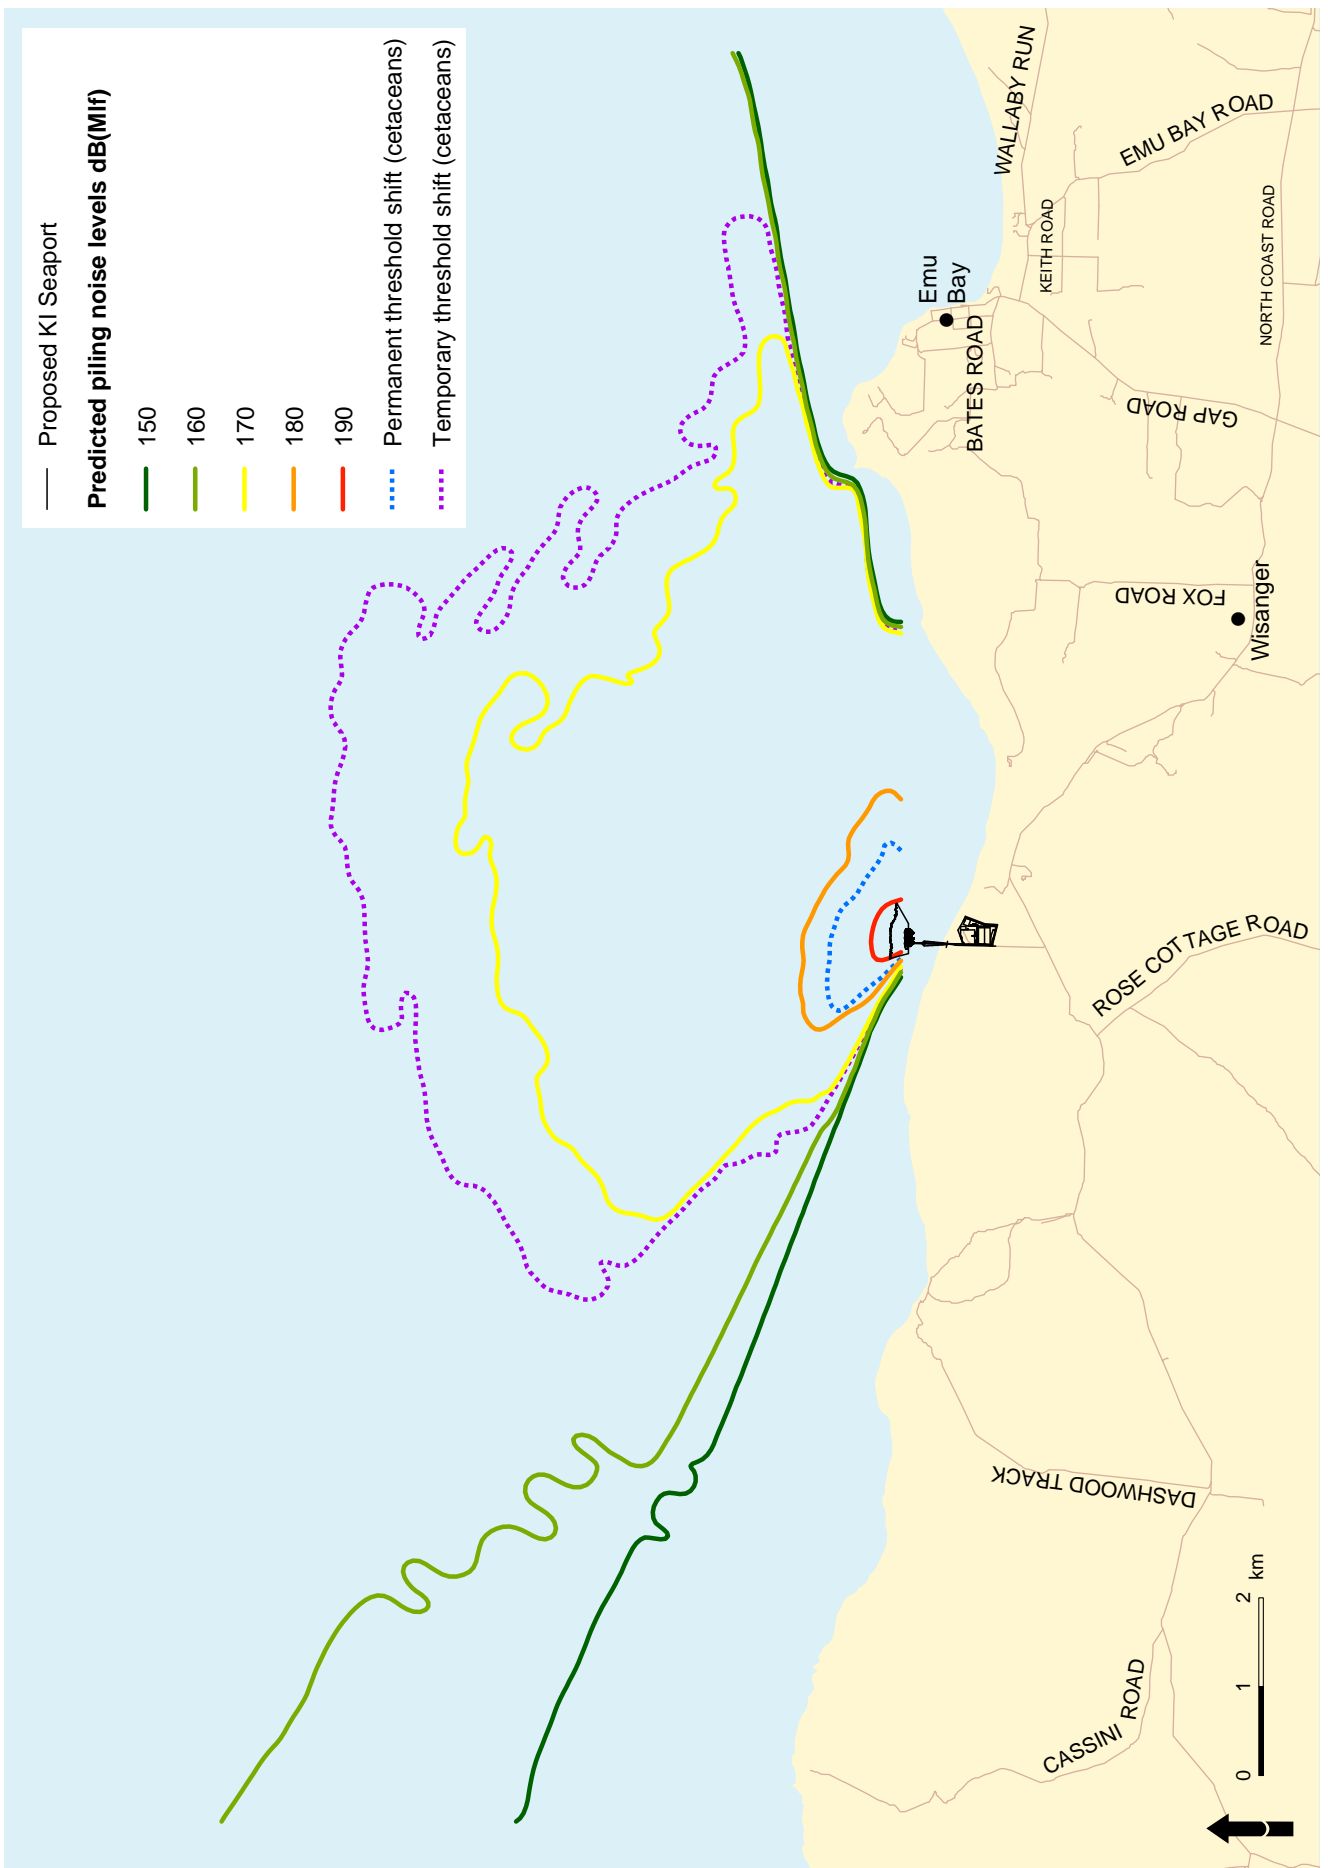 Proposed KI Seaport
Predicted piling noise levels dB(Mlf)
150
160
170
180
190
Permanent threshold shift (cetaceans)
Temporary threshold shift (cetaceans)
WALLABY RUN
EMU BAY ROAD
KEITH ROAD
NORTH COAST ROAD
Emu
Bay
BATES ROAD
GAP ROAD
FOX ROAD
Wisanger
ROSE COTTAGE ROAD
DASHWOOD TRACK
CASSINI ROAD
0 1 2 km